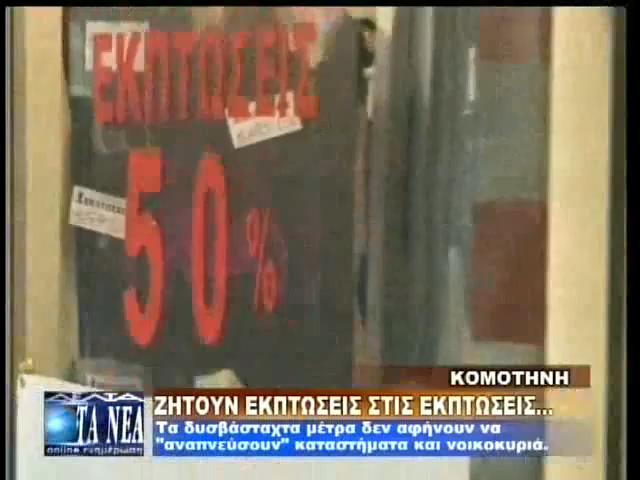 ΕΚΠΤΩΣΕΙΣ
50%
ΚΟΜΟΤΗΝΗ
ΖΗΤΟΥΝ ΕΚΠΤΩΣΕΙΣ ΣΤΙΣ ΕΚΠΤΩΣΕΙΣ...
ΤΑ ΝΕΑ
online ενημέρωση
Τα δυσβάσταχτα μέτρα δεν αφήνουν να
"αναπνεύσουν" καταστήματα και νοικοκυριά.